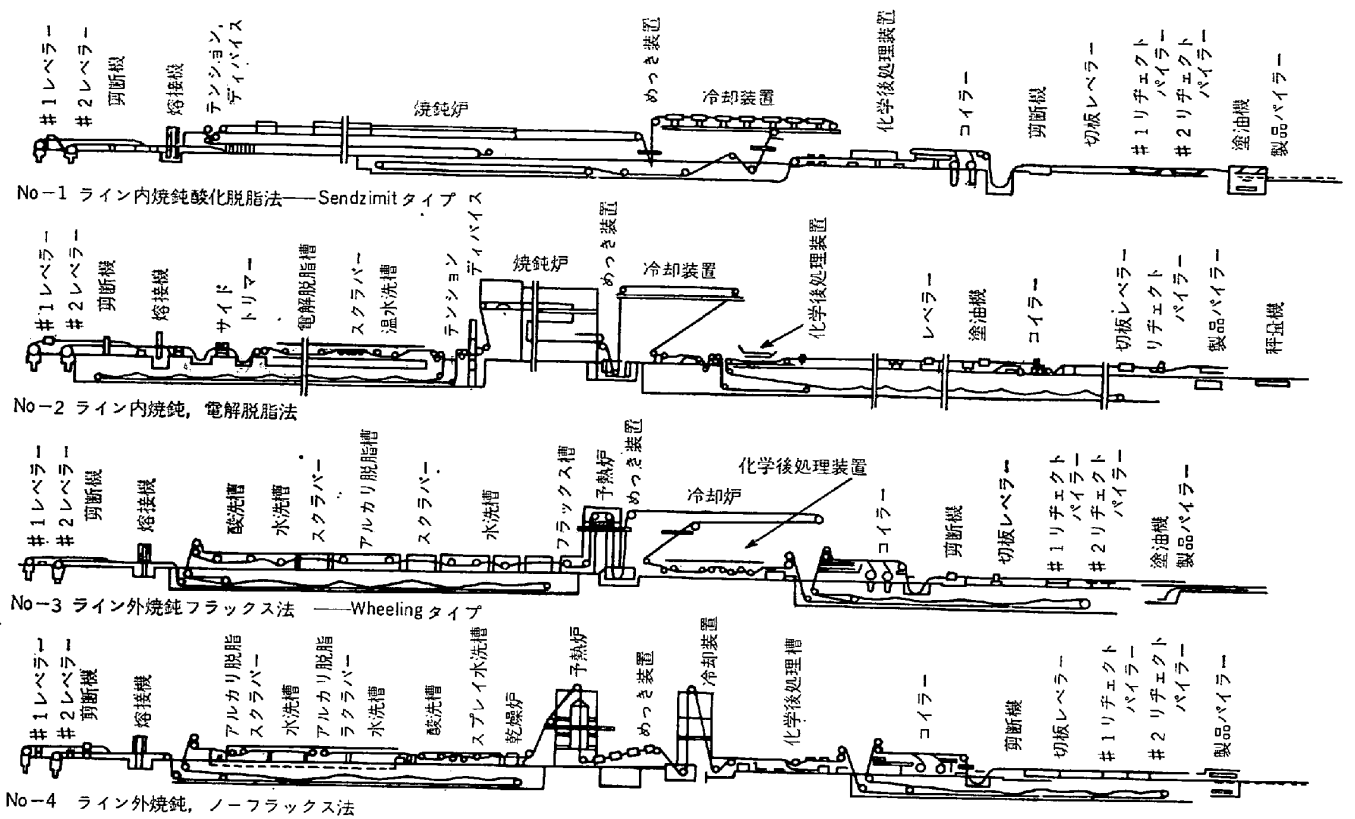 #1レベラー
#2レベラー
剪断機
熔接機
テンション,
ディバイス
焼鈍炉
めっき装置
冷却装置
化学後処理装置
コイラー
剪断機
切板レベラー
#1リヂェクト
パイラー
#2リヂェクト
パイラー
塗油機
製品パイラー
No-1 ライン内焼鈍酸化脱脂法——Sendzimitタイプ
#1レベラー
#2レベラー
剪断機
熔接機
サイド
トリマー
電解脱脂槽
スクラバー
温水洗槽
テンション
ディバイス
焼鈍炉
めっき装置
冷却装置
化学後処理装置
レベラー
塗油機
コイラー
切板レベラー
リヂェクト
パイラー
製品パイラー
秤量機
No-2 ライン内焼鈍, 電解脱脂法
#1レベラー
#2レベラー
剪断機
熔接機
酸洗槽
水洗槽
スクラバー
アルカリ脱脂槽
スクラバー
水洗槽
フラックス槽
予熱炉
めっき装置
冷却炉
化学後処理装置
コイラー
剪断機
切板レベラー
#1リヂェクト
パイラー
#2リヂェクト
パイラー
塗油機
製品パイラー
No-3 ライン外焼鈍フラックス法 ——Wheelingタイプ
#1レベラー
#2レベラー
剪断機
熔接機
アルカリ脱脂
スクラバー
水洗槽
アルカリ脱脂
ラクラバー
水洗槽
酸洗槽
スプレイ水洗槽
乾燥炉
予熱炉
めっき装置
冷却装置
化学後処理槽
コイラー
剪断機
切板レベラー
#1リヂェクト
パイラー
#2リヂェクト
パイラー
製品パイラー
No-4 ライン外焼鈍, ノーフラックス法